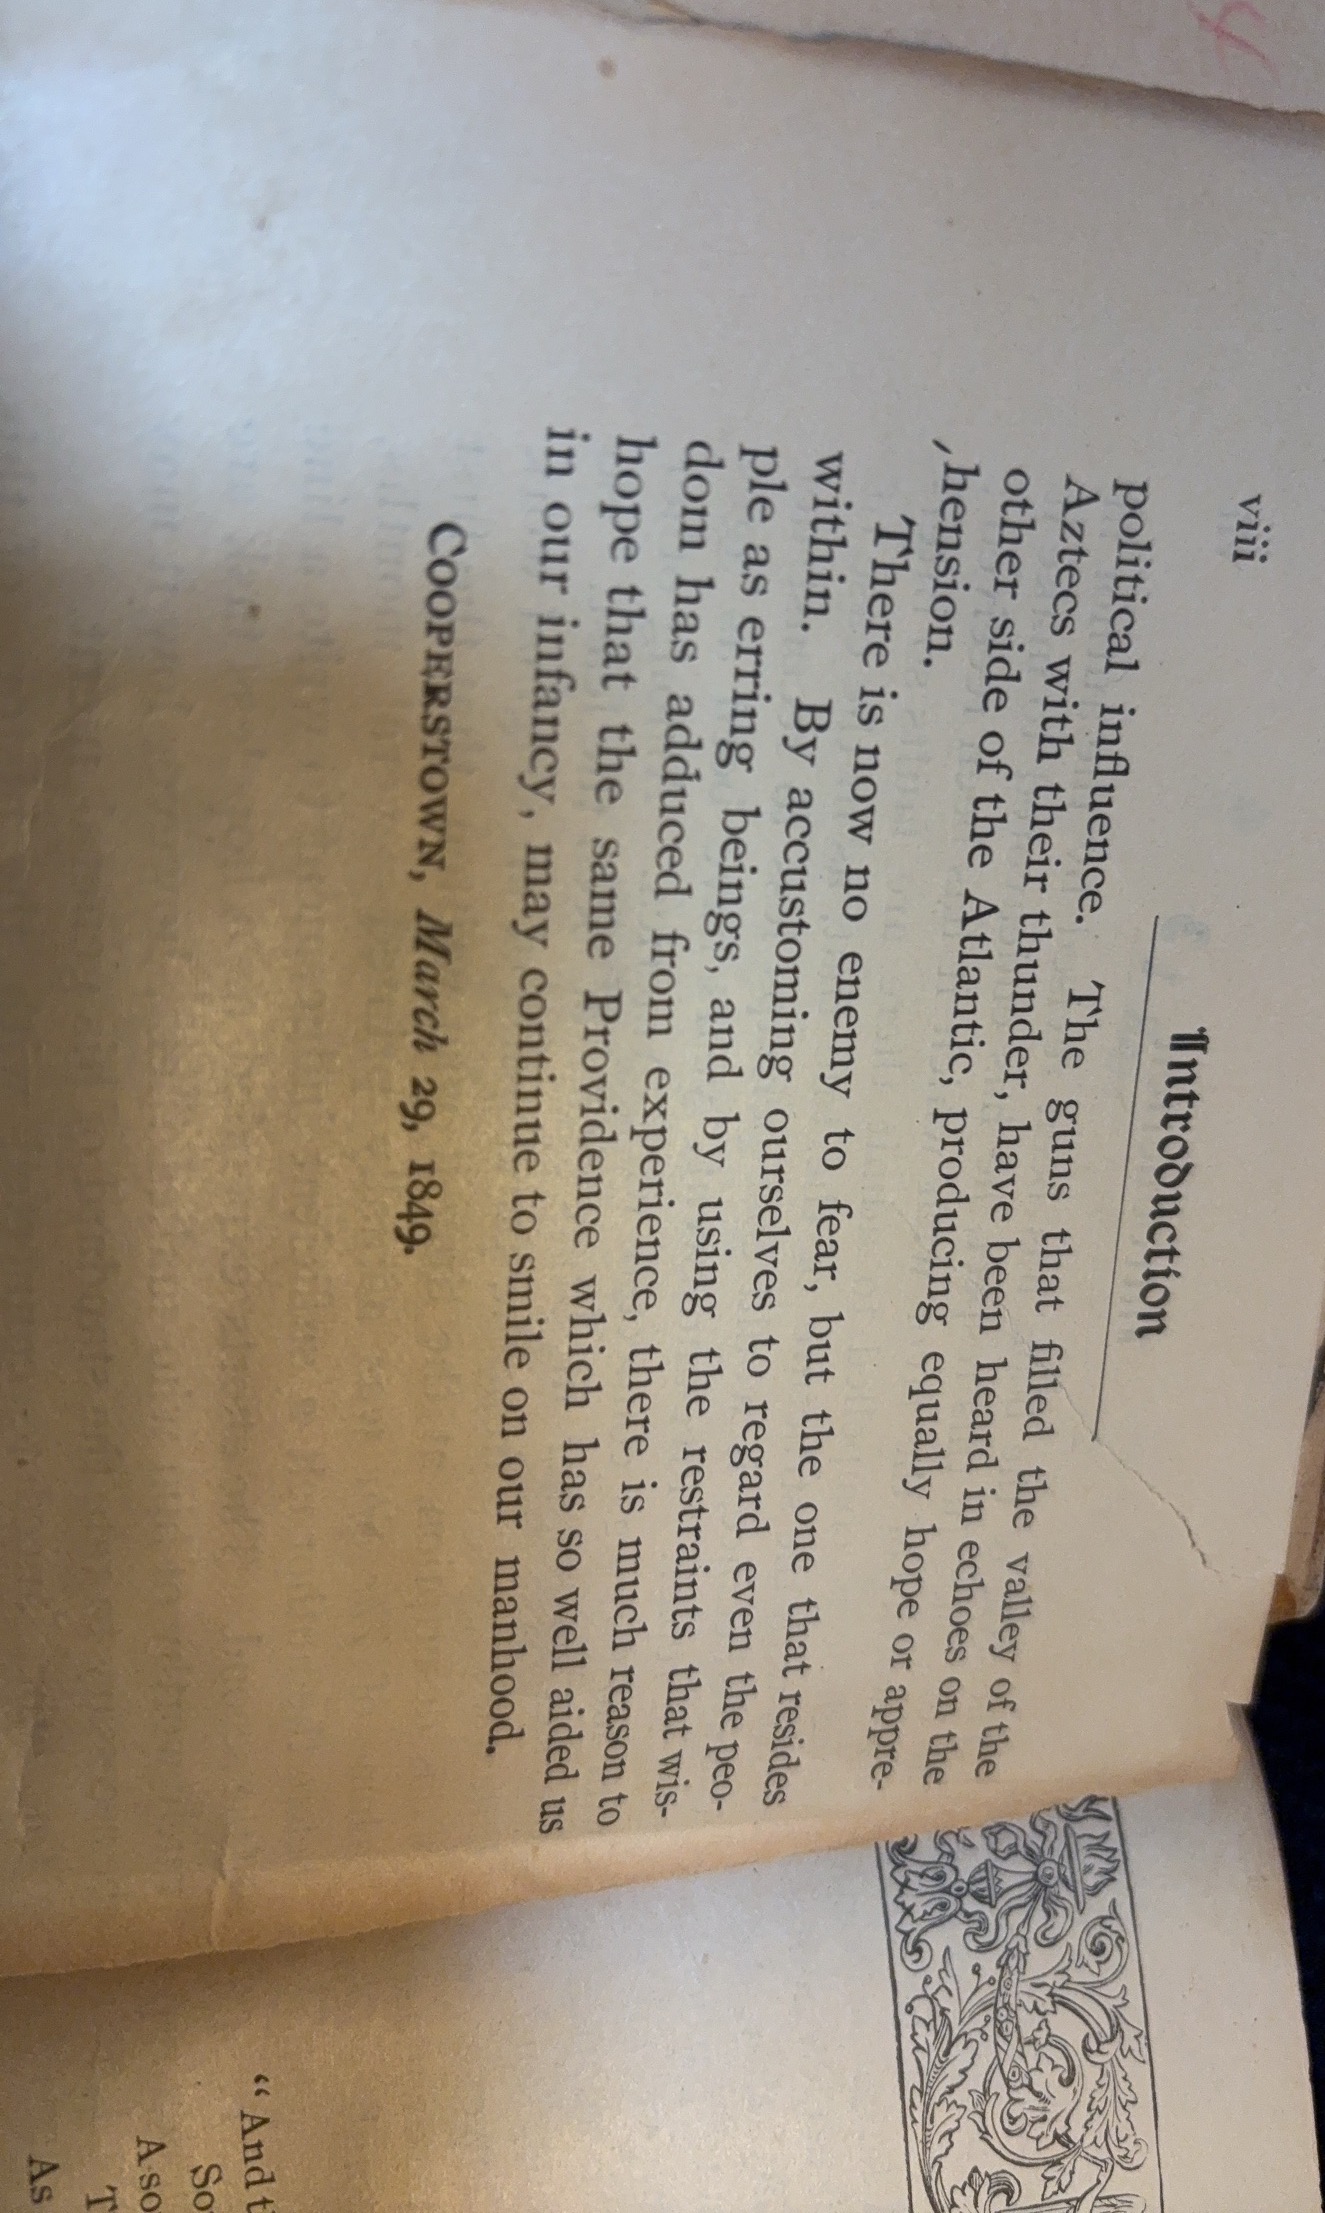 viii
Introduction
political influence. The guns that filled the valley of the
Aztecs with their thunder, have been heard in echoes on the
other side of the Atlantic, producing equally hope or appre-
hension.
There is now no enemy to fear, but the one that resides
within. By accustoming ourselves to regard even the peo-
ple as erring beings, and by using the restraints that wis-
dom has adduced from experience, there is much reason to
hope that the same Providence which has so well aided us
in our infancy, may continue to smile on our manhood.
COOPERSTOWN, March 29, 1849.
“And
So
A so
T
As